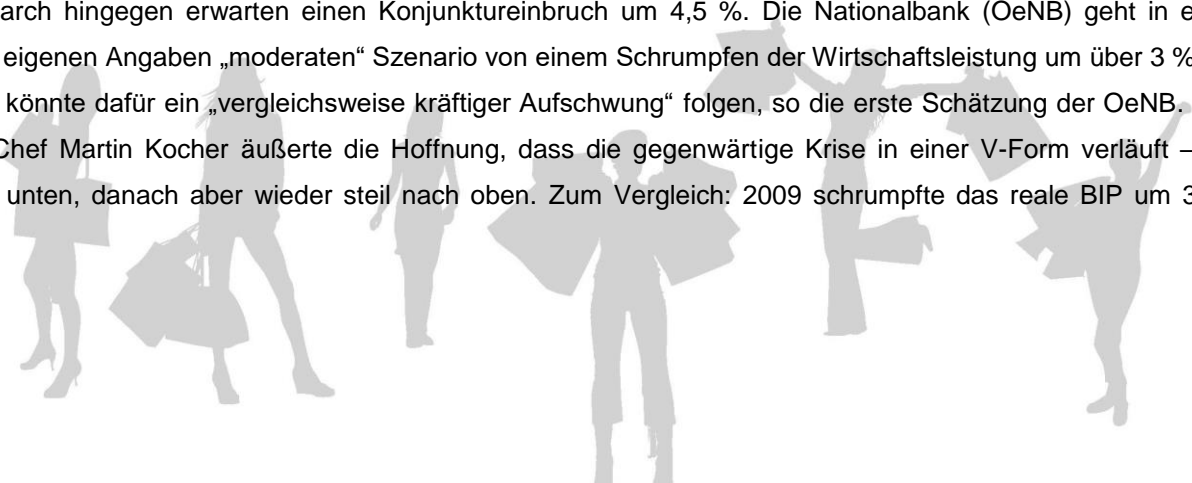 arch hingegen erwarten einen Konjunktureinbruch um 4,5 %. Die Nationalbank (OeNB) geht in e
eigenen Angaben „moderaten“ Szenario von einem Schrumpfen der Wirtschaftsleistung um über 3 %
könnte dafür ein „vergleichsweise kräftiger Aufschwung“ folgen, so die erste Schätzung der OeNB.
Chef Martin Kocher äußerte die Hoffnung, dass die gegenwärtige Krise in einer V-Form verläuft –
unten, danach aber wieder steil nach oben. Zum Vergleich: 2009 schrumpfte das reale BIP um 3